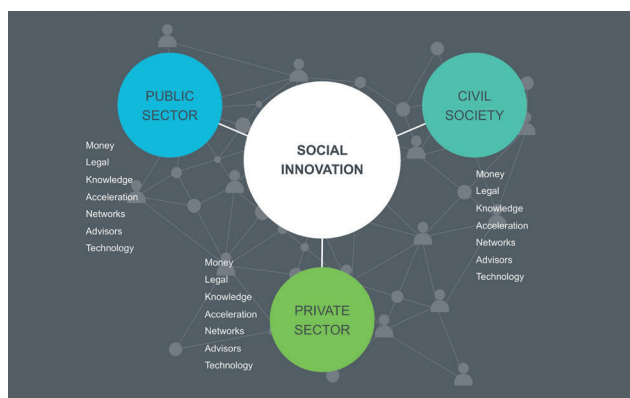 PUBLIC
SECTOR
CIVIL
SOCIETY
SOCIAL
INNOVATION
Money
Legal
Knowledge
Acceleration
Networks
Advisors
Technology
Money
Legal
Knowledge
Acceleration
Networks
Advisors
Technology
Money
Legal
Knowledge
Acceleration
Networks
Advisors
Technology
PRIVATE
SECTOR